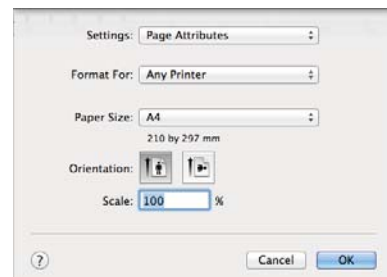 Settings: Page Attributes
Format For: Any Printer
Paper Size: A4
210 by 297 mm
Orientation:
Scale: 100 %
? Cancel OK